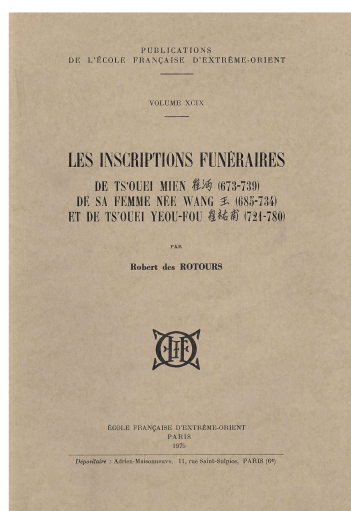 PUBLICATIONS
DE L'ÉCOLE FRANÇAISE D'EXTRÊME-ORIENT
VOLUME XCIX
LES INSCRIPTIONS FUNÉRAIRES
DE TS'OUEI MIEN 崔沔 (673-739)
DE SA FEMME NÉE WANG 王 (685-734)
ET DE TS'OUEI YEOU-FOU 崔祐甫 (721-780)
PAR
Robert des ROTOURS
ÉCOLE FRANÇAISE D'EXTRÊME-ORIENT
PARIS
1975
Dépositaire : Adrien-Maisonneuve, 11, rue Saint-Sulpice, PARIS (6ᵉ)